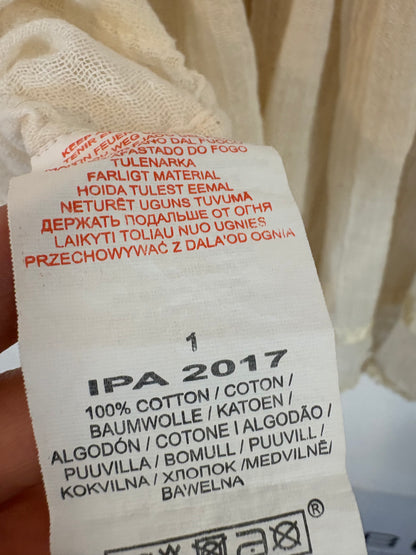 TULENARKA
FARLIGT MATERIAL
HOIDA TULEST EEMAL
NETURĒT UGUNS TUVUMA
ДЕРЖАТЬ ПОДАЛЬШЕ ОТ ОГНЯ
LAIKYTI TOLIAU NUO UGNIES
PRZECHOWYWAĆ Z DALA'OD OGNIA
1
IPA 2017
100% COTTON / COTON /
BAUMWOLLE / KATOEN /
ALGODÓN / COTONE I ALGODÃO /
PUUVILLA / BOMULL / PUUVILL /
KOKVILNA / ХЛОПОК /MEDVILNĖ/
BAWEŁNA
®